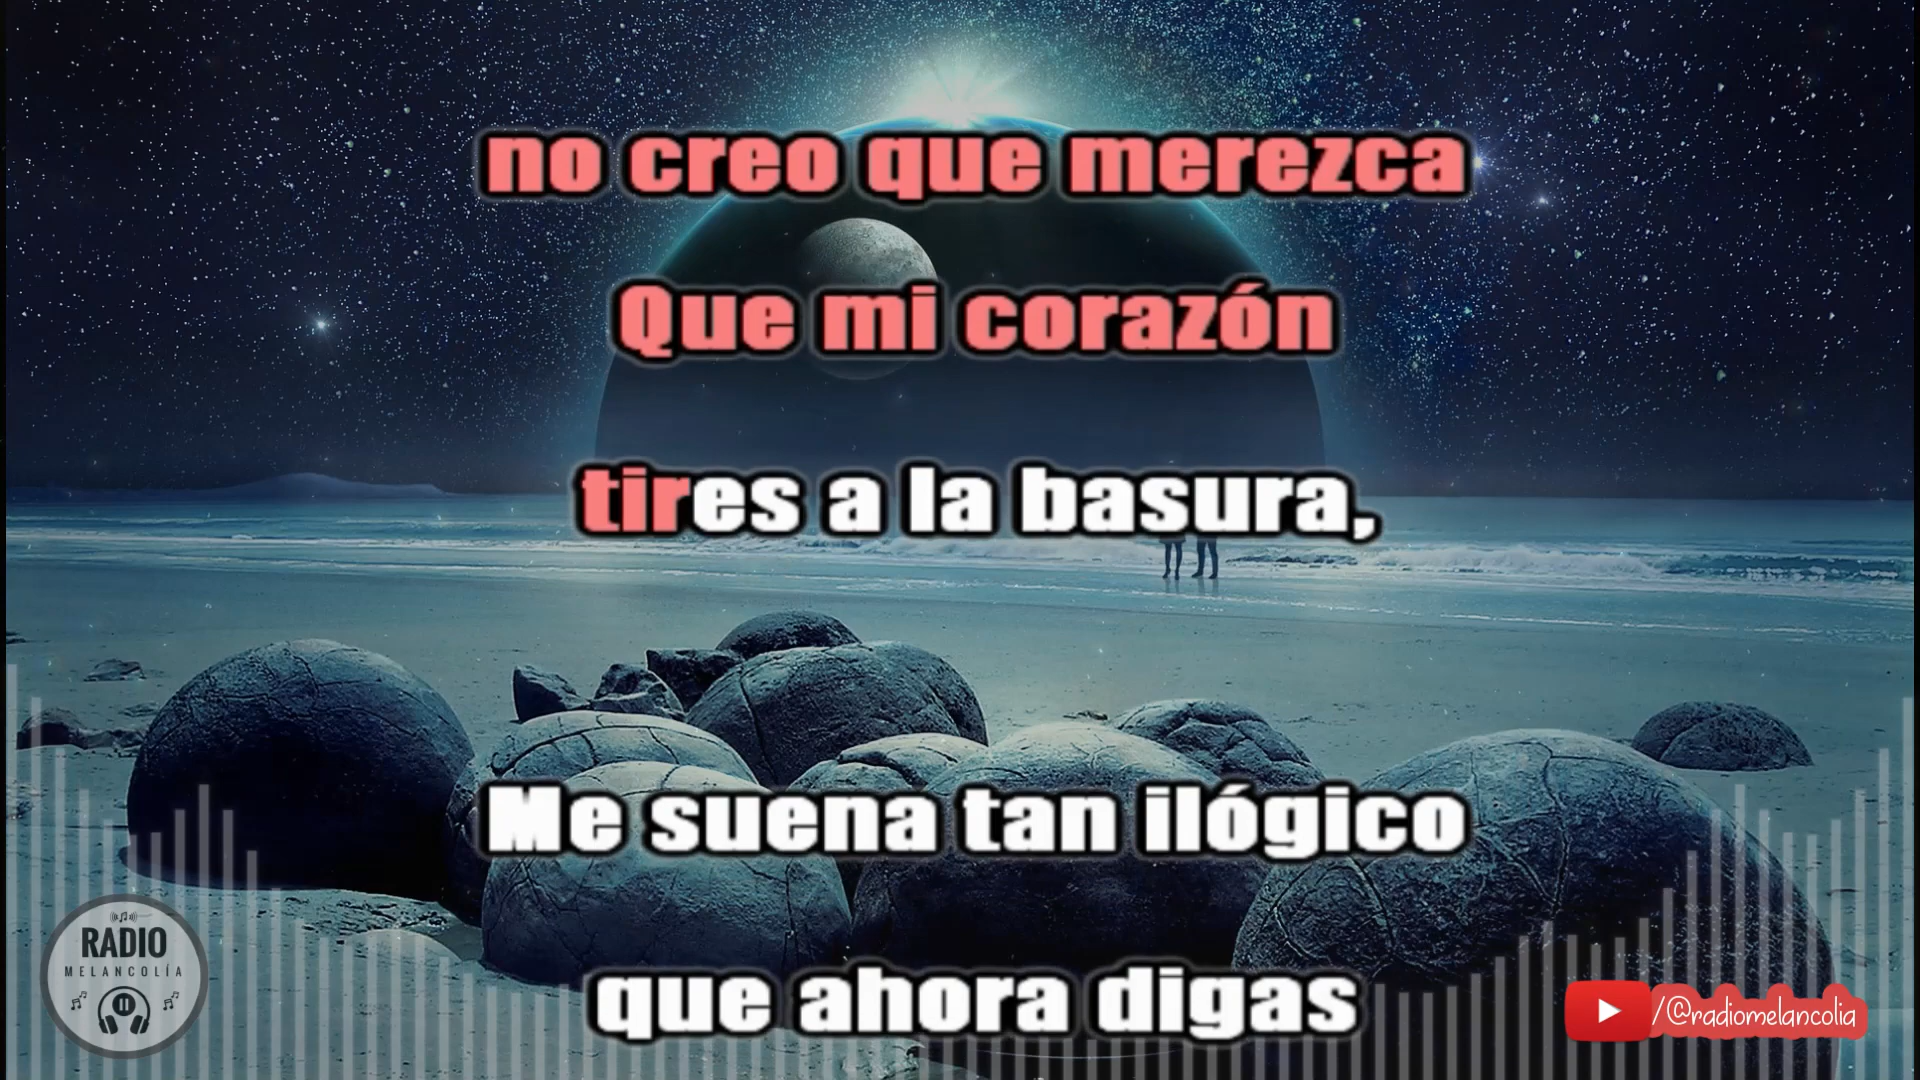 no creo que merezca
Que mi corazón
tires a la basura,
Me suena tan ilógico
que ahora digas
RADIO
MELANCOLÍA
/@radiomelancolia